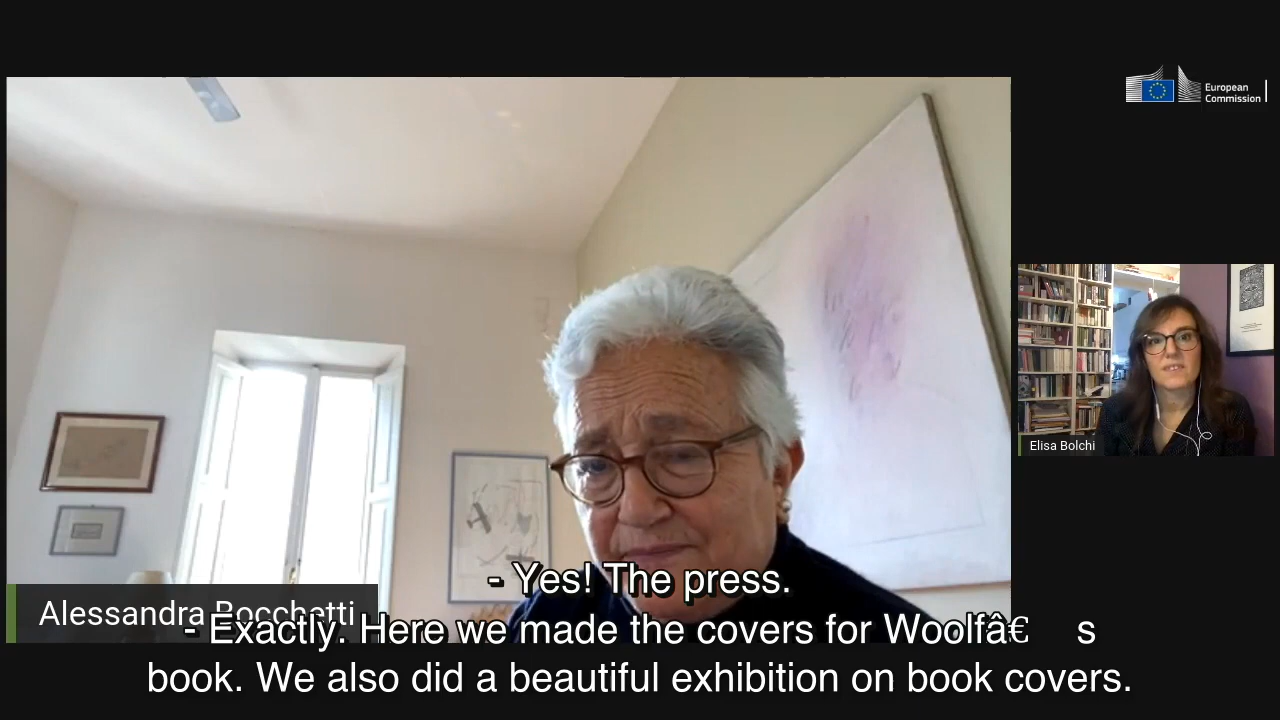 European
Commission
Elisa Bolchi
Alessandra Bocchetti
- Yes! The press.
- Exactly. Here we made the covers for Woolfâ€ s
book. We also did a beautiful exhibition on book covers.